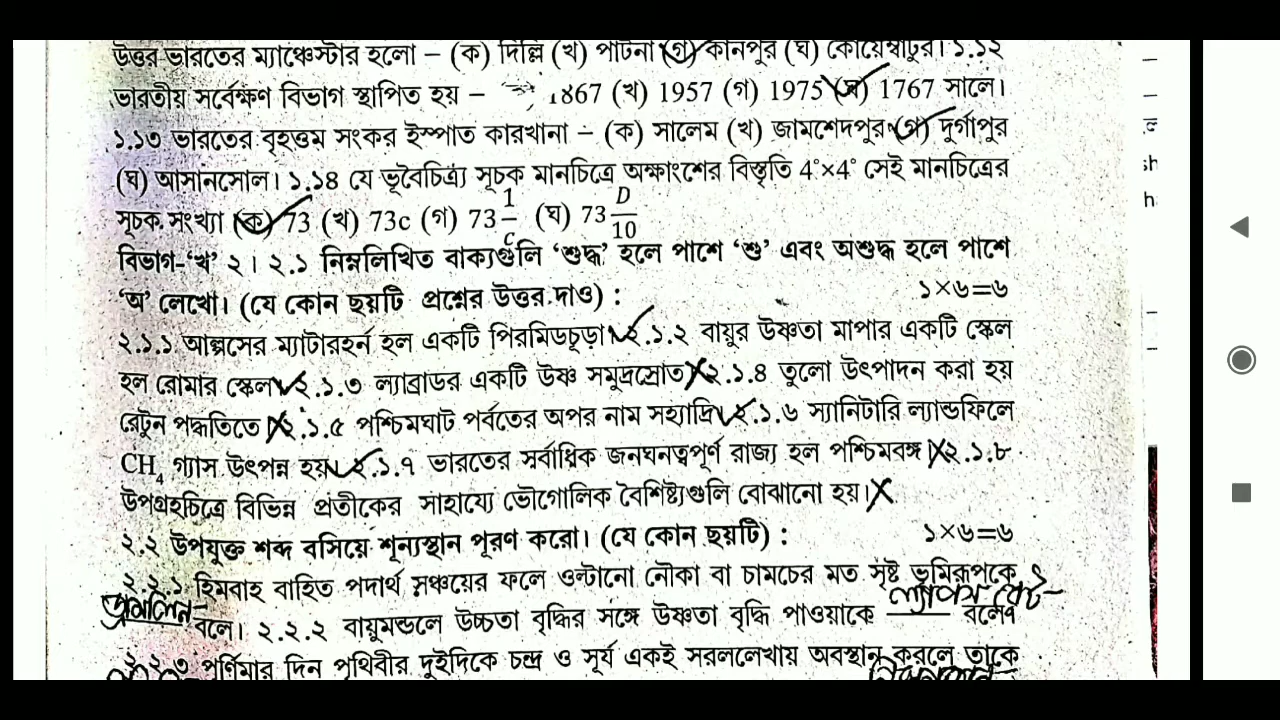 উত্তর ভারতের ম্যাঞ্চেস্টার হলো – (ক) দিল্লি (খ) পাটনা (গ) কানপুর (ঘ) কোয়েম্বাটুর। ১.১২
ভারতীয় সর্বেক্ষণ বিভাগ স্থাপিত হয় – 1867 (খ) 1957 (গ) 1975 (ঘ) 1767 সালে।
১.১৩ ভারতের বৃহত্তম সংকর ইস্পাত কারখানা – (ক) সালেম (খ) জামশেদপুর (গ) দুর্গাপুর
(ঘ) আসানসোল। ১.১৪ যে ভূবৈচিত্র্য সূচক মানচিত্রে অক্ষাংশের বিস্তৃতি 4°×4° সেই মানচিত্রের
সূচক সংখ্যা (ক) 73 (খ) 73c (গ) 73 1/c (ঘ) 73 D/10
বিভাগ-‘খ’ ২। ২.১ নিম্নলিখিত বাক্যগুলি ‘শুদ্ধ’ হলে পাশে ‘শু’ এবং অশুদ্ধ হলে পাশে
‘অ’ লেখো। (যে কোন ছয়টি প্রশ্নের উত্তর দাও) : ১×৬=৬
২.১.১ আল্পসের ম্যাটারহর্ন হল একটি পিরমিডচূড়া। ২.১.২ বায়ুর উষ্ণতা মাপার একটি স্কেল
হল রোমার স্কেল। ২.১.৩ ল্যাব্রাডর একটি উষ্ণ সমুদ্রস্রোত। ২.১.৪ তুলো উৎপাদন করা হয়
রেটুন পদ্ধতিতে। ২.১.৫ পশ্চিমঘাট পর্বতের অপর নাম সহ্যাদ্রি। ২.১.৬ স্যানিটারি ল্যান্ডফিলে
CH₄ গ্যাস উৎপন্ন হয়। ২.১.৭ ভারতের সর্বাধিক জনঘনত্বপূর্ণ রাজ্য হল পশ্চিমবঙ্গ। ২.১.৮
উপগ্রহচিত্রে বিভিন্ন প্রতীকের সাহায্যে ভৌগোলিক বৈশিষ্ট্যগুলি বোঝানো হয়।
২.২ উপযুক্ত শব্দ বসিয়ে শূন্যস্থান পূরণ করো। (যে কোন ছয়টি) : ১×৬=৬
২.২.১ হিমবাহ বাহিত পদার্থ সঞ্চয়ের ফলে ওল্টানো নৌকা বা চামচের মত সৃষ্ট ভূমিরূপকে
ড্রামলিন বলে। ২.২.২ বায়ুমন্ডলে উচ্চতা বৃদ্ধির সঙ্গে উষ্ণতা বৃদ্ধি পাওয়াকে ল্যাপস রেট বলে।
২.২.৩ পূর্ণিমার দিন পৃথিবীর দুইদিকে চন্দ্র ও সূর্য একই সরললেখায় অবস্থান করলে তাকে